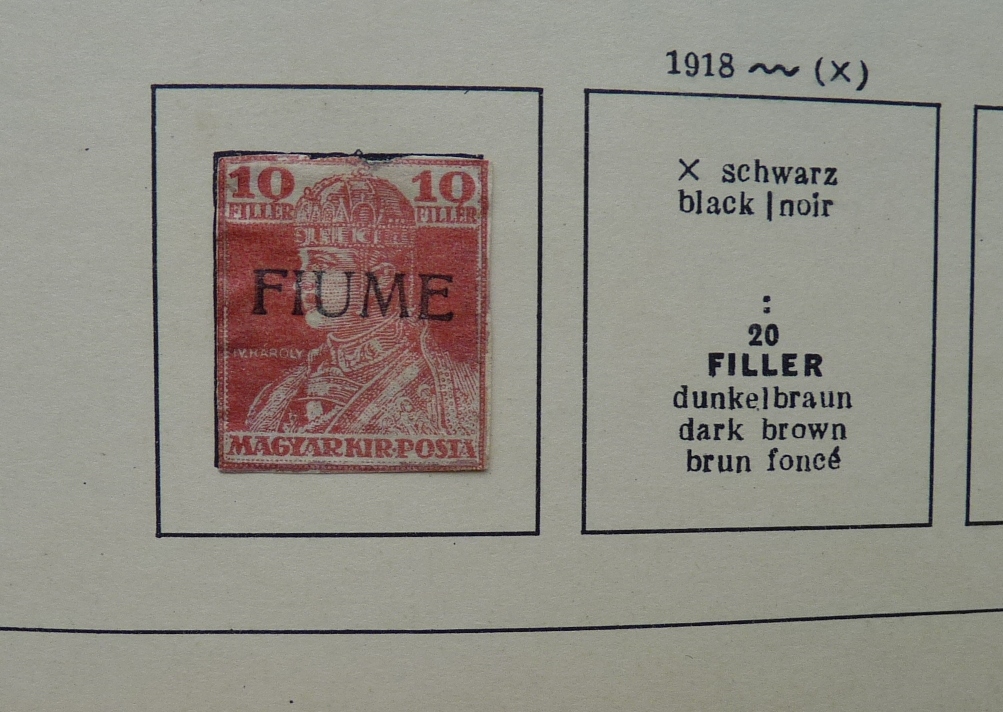 10 10
FILLER FILLER
FIUME
IV. KÁROLY
MAGYAR KIR. POSTA
1918 ~ (×)
× schwarz
black | noir
:
20
FILLER
dunkelbraun
dark brown
brun foncé